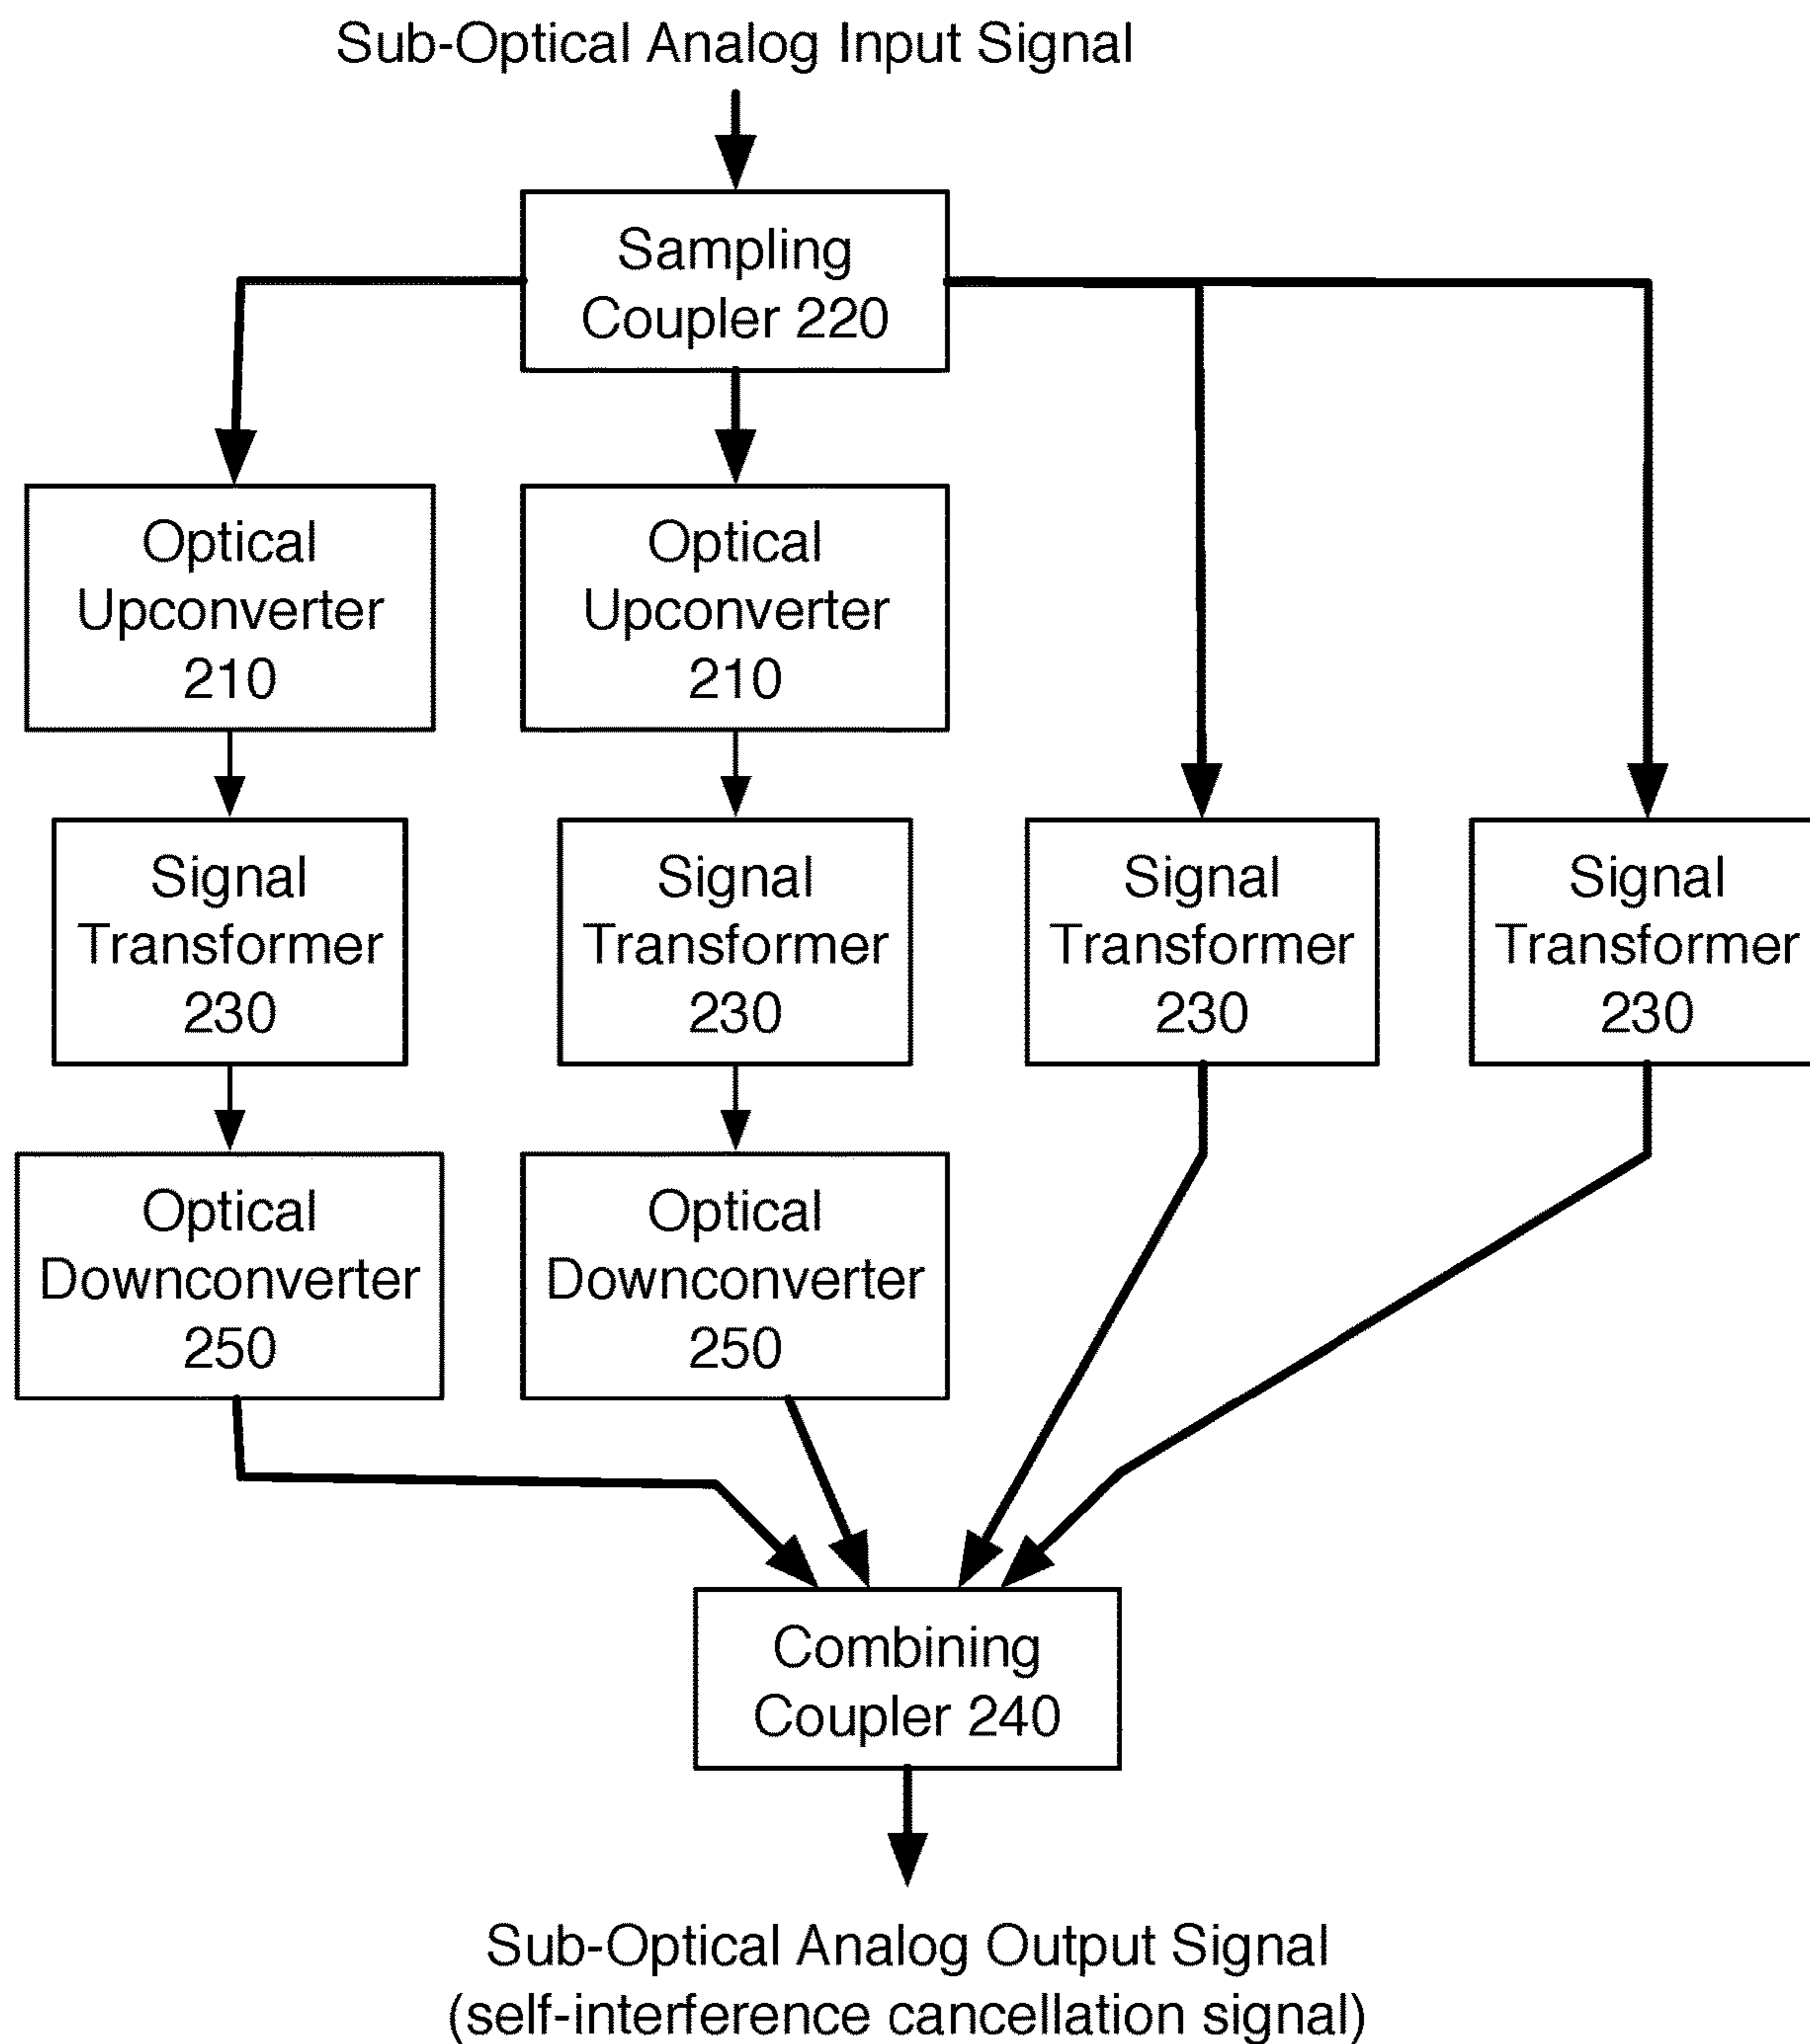 Sub-Optical Analog Input Signal
Sampling
Coupler 220
Optical
Upconverter
210
Optical
Upconverter
210
Signal
Transformer
230
Signal
Transformer
230
Signal
Transformer
230
Signal
Transformer
230
Optical
Downconverter
250
Optical
Downconverter
250
Combining
Coupler 240
Sub-Optical Analog Output Signal
(self-interference cancellation signal)